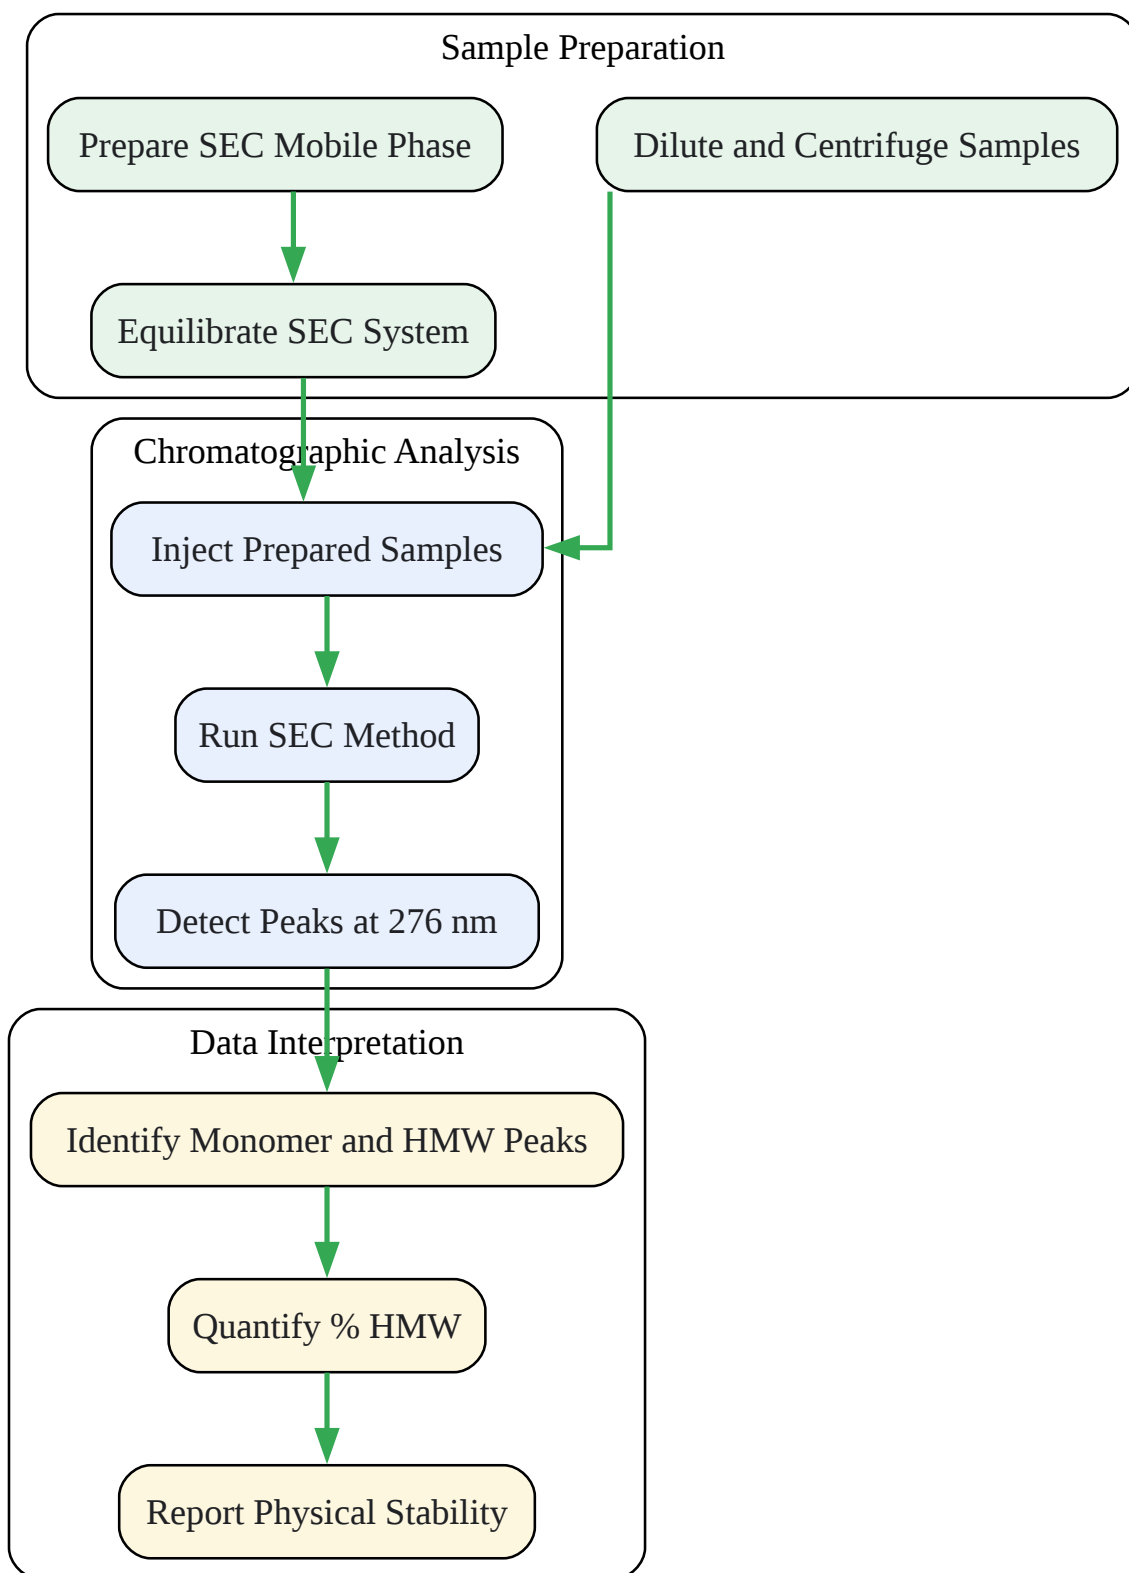 Sample Preparation
Prepare SEC Mobile Phase
Dilute and Centrifuge Samples
Equilibrate SEC System
Chromatographic Analysis
Inject Prepared Samples
Run SEC Method
Detect Peaks at 276 nm
Data Interpretation
Identify Monomer and HMW Peaks
Quantify % HMW
Report Physical Stability